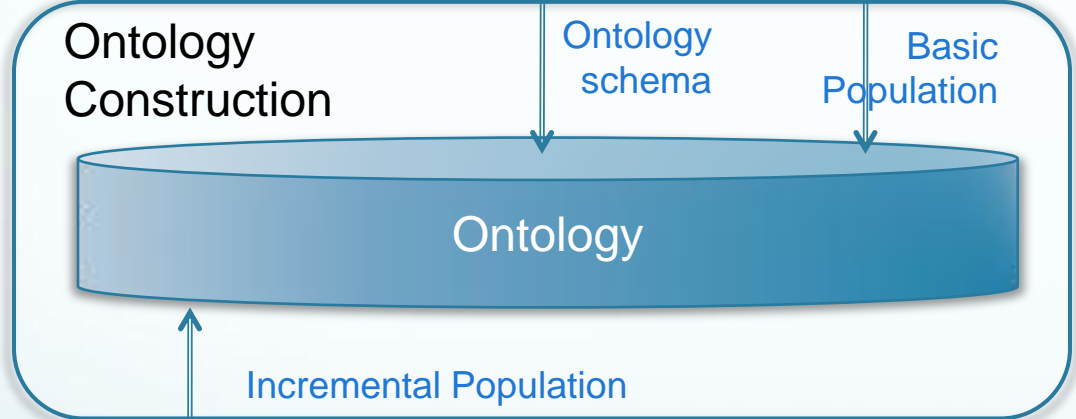 Ontology
Construction
Ontology
schema
Basic
Population
Ontology
Incremental Population